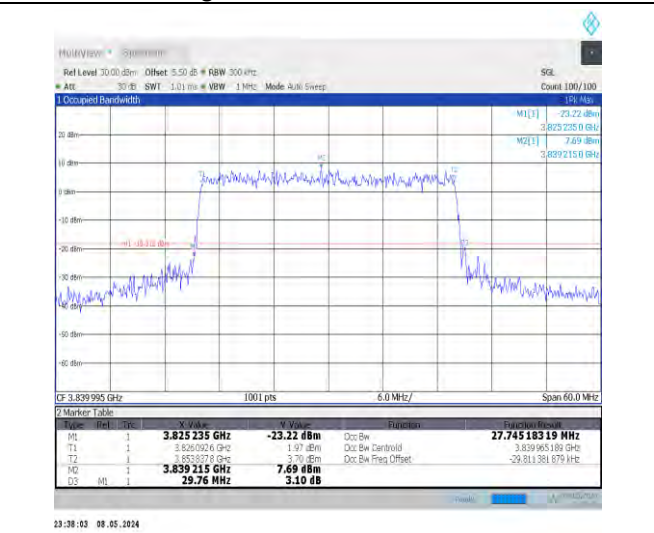 MultiView Spectrum
Ref Level 30.00 dBm Offset 5.50 dB RBW 300 kHz SGL
Att 30 dB SWT 1.01 ms VBW 1 MHz Mode Auto Sweep Count 100/100
1 Occupied Bandwidth 1Pk Max
M1[1] -23.22 dBm
3.825 235 0 GHz
M2[1] 7.69 dBm
3.839 215 0 GHz
20 dBm
10 dBm
M2
T1
T2
0 dBm
-10 dBm
-20 dBm
-30 dBm
-40 dBm
-50 dBm
-60 dBm
CF 3.839 995 GHz 1001 pts 6.0 MHz/ Span 60.0 MHz
2 Marker Table
Type Ref Trc X Value Y Value Function Function Result
M1 1 3.825 235 GHz -23.22 dBm Occ Bw 27.745 183 19 MHz
T1 1 3.8260926 GHz 1.97 dBm Occ Bw Centroid 3.839 965 189 GHz
T2 1 3.8538378 GHz 3.70 dBm Occ Bw Freq Offset -29.811 381 879 kHz
M2 1 3.839 215 GHz 7.69 dBm
D3 M1 1 29.76 MHz 3.10 dB
23:38:03 08.05.2024